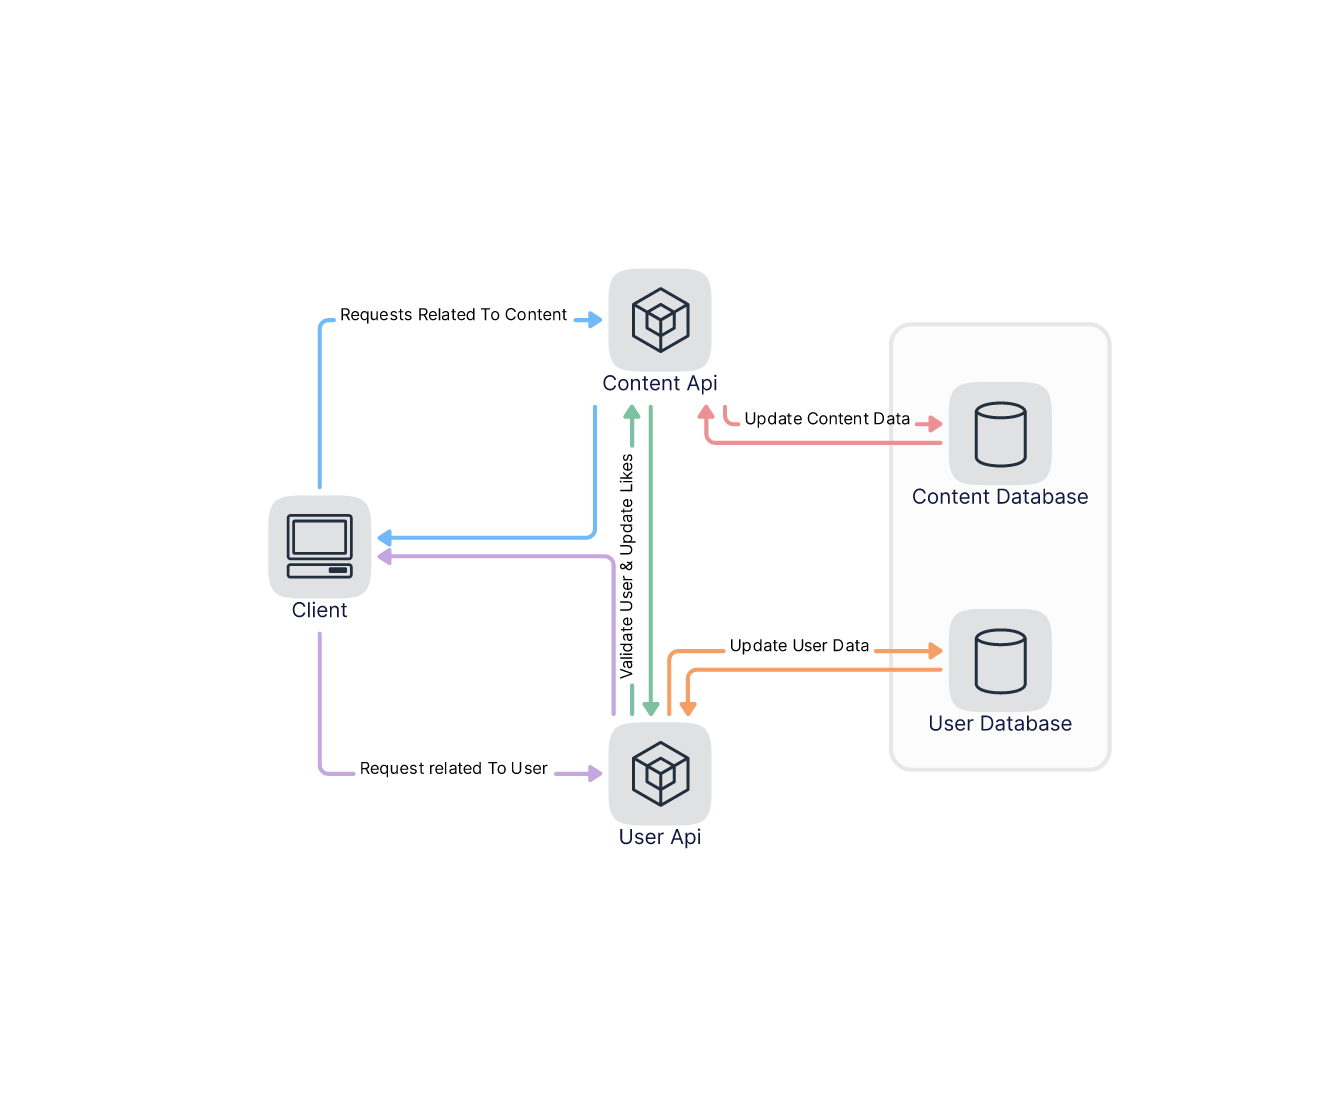 Requests Related To Content
Content Api
Update Content Data
Content Database
Validate User & Update Likes
Client
Update User Data
User Database
Request related To User
User Api